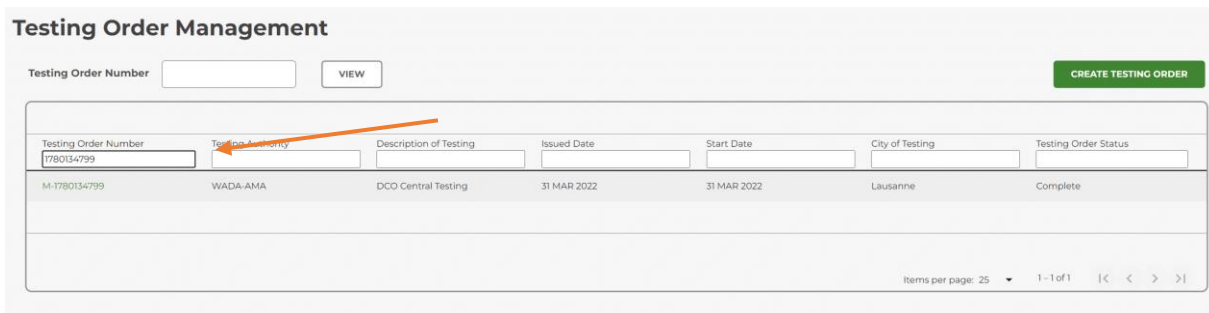 Testing Order Management
Testing Order Number VIEW CREATE TESTING ORDER
Testing Order Number Testing Authority Description of Testing Issued Date Start Date City of Testing Testing Order Status
1780134799
M-1780134799 WADA-AMA DCO Central Testing 31 MAR 2022 31 MAR 2022 Lausanne Complete
Items per page: 25 1 - 1 of 1 |< < > >|